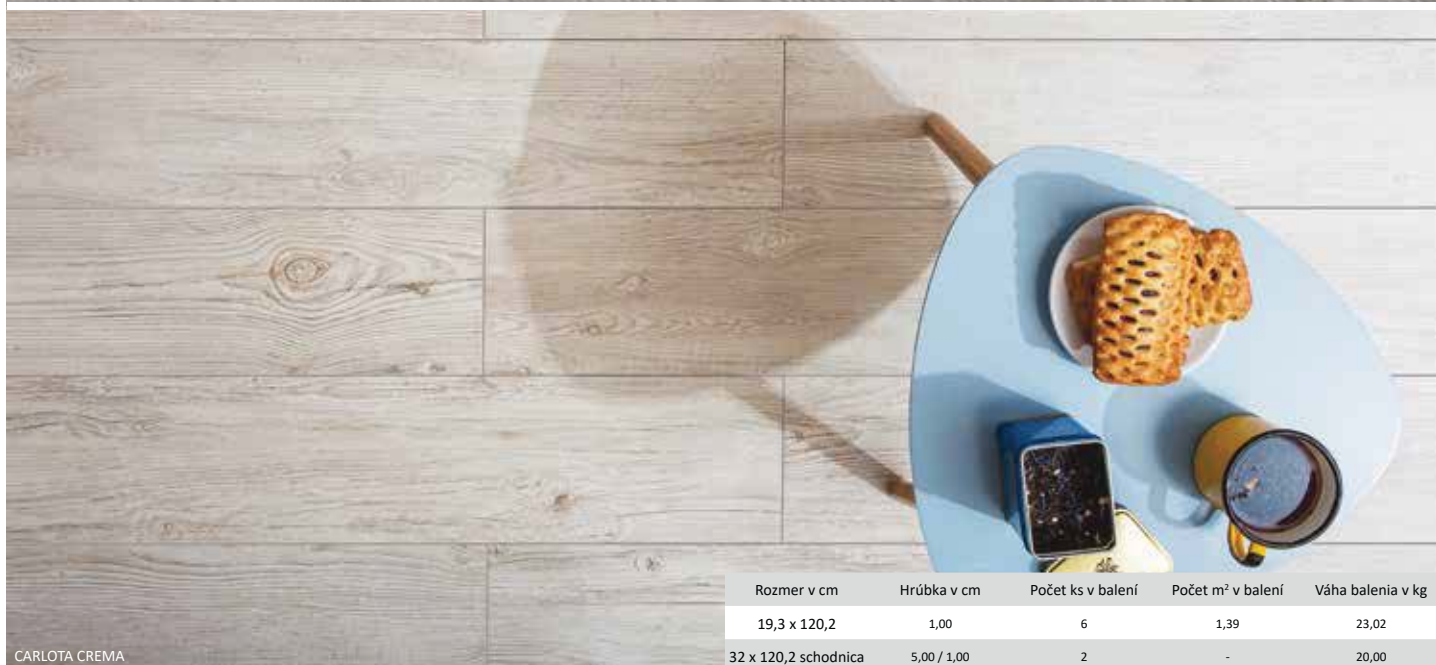 Rozmer v cm Hrúbka v cm Počet ks v balení Počet m² v balení Váha balenia v kg
19,3 x 120,2 1,00 6 1,39 23,02
32 x 120,2 schodnica 5,00 / 1,00 2 - 20,00
CARLOTA CREMA